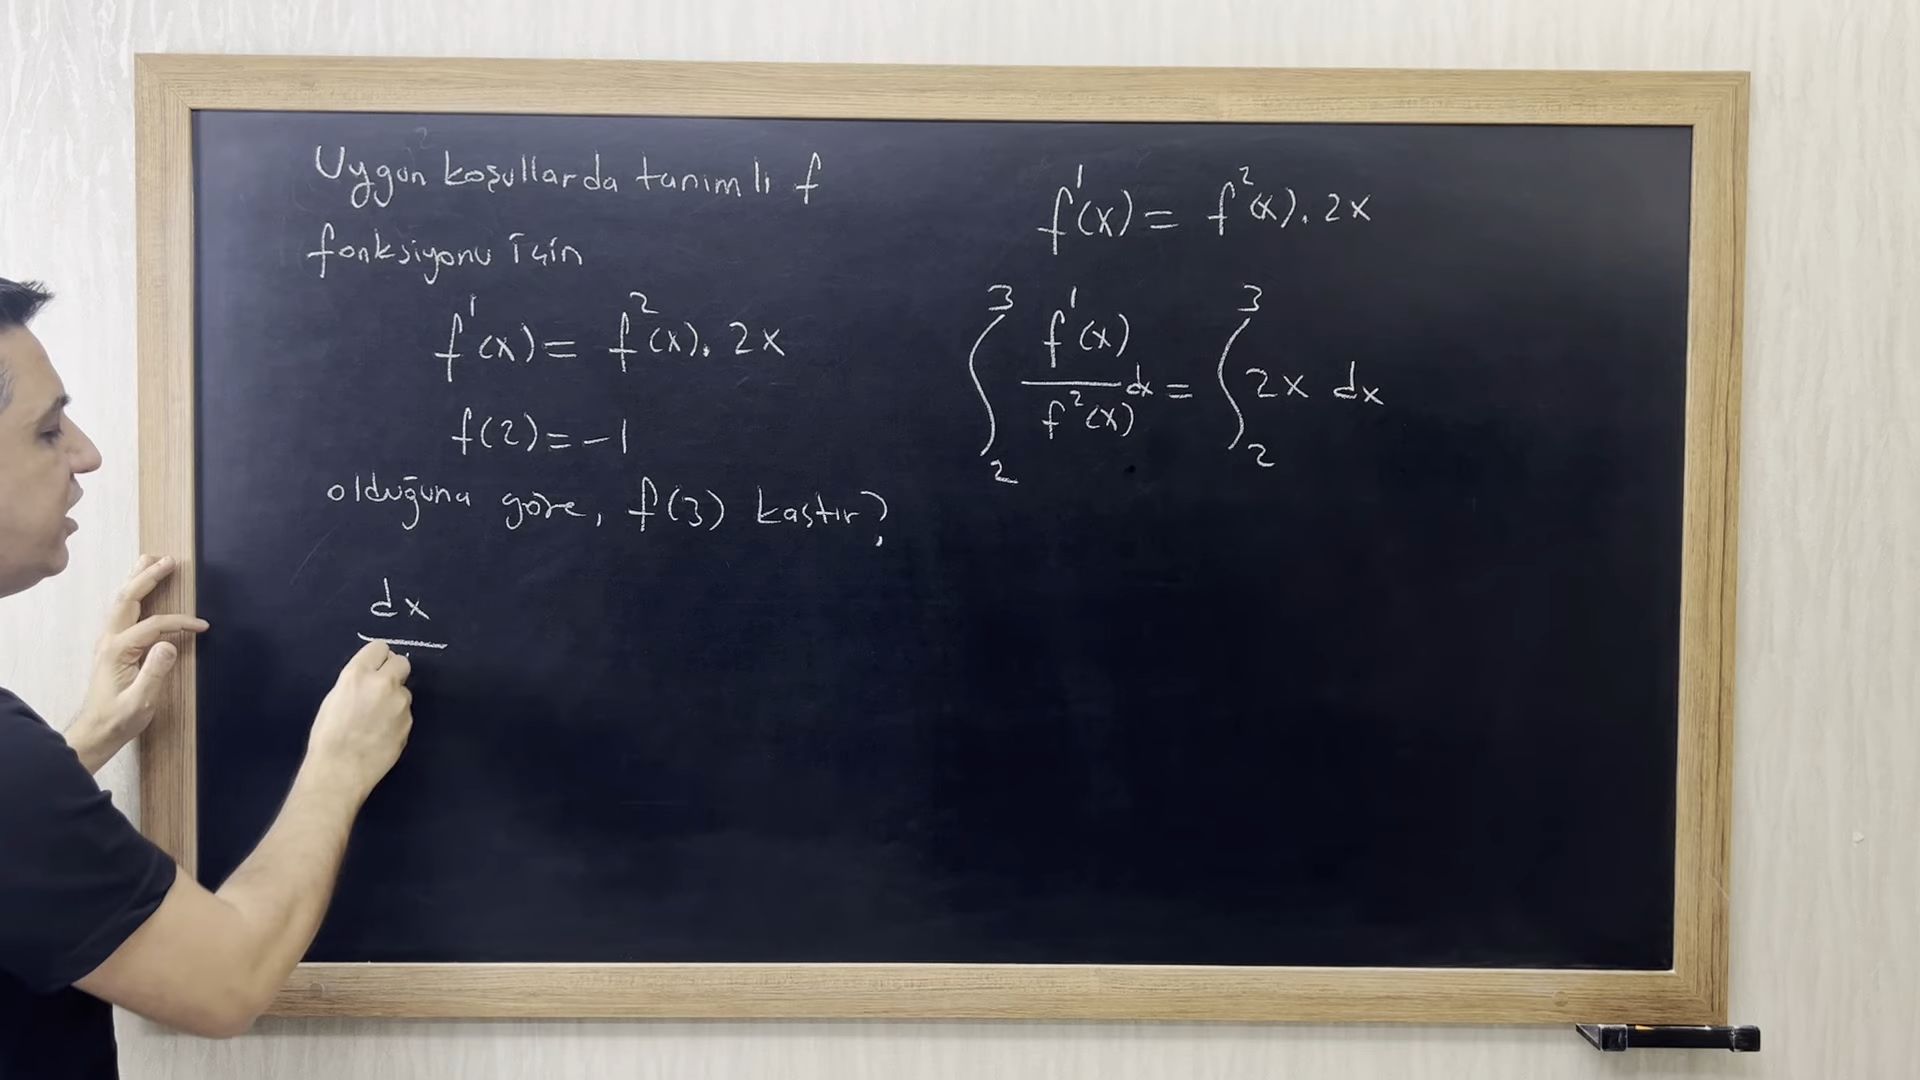 Uygun koşullarda tanımlı f
fonksiyonu için
f'(x) = f²(x). 2x
f(2) = -1
olduğuna göre, f(3) kaçtır?
dx
f'(x) = f²(x). 2x
∫₂³ f'(x)/f²(x) dx = ∫₂³ 2x dx